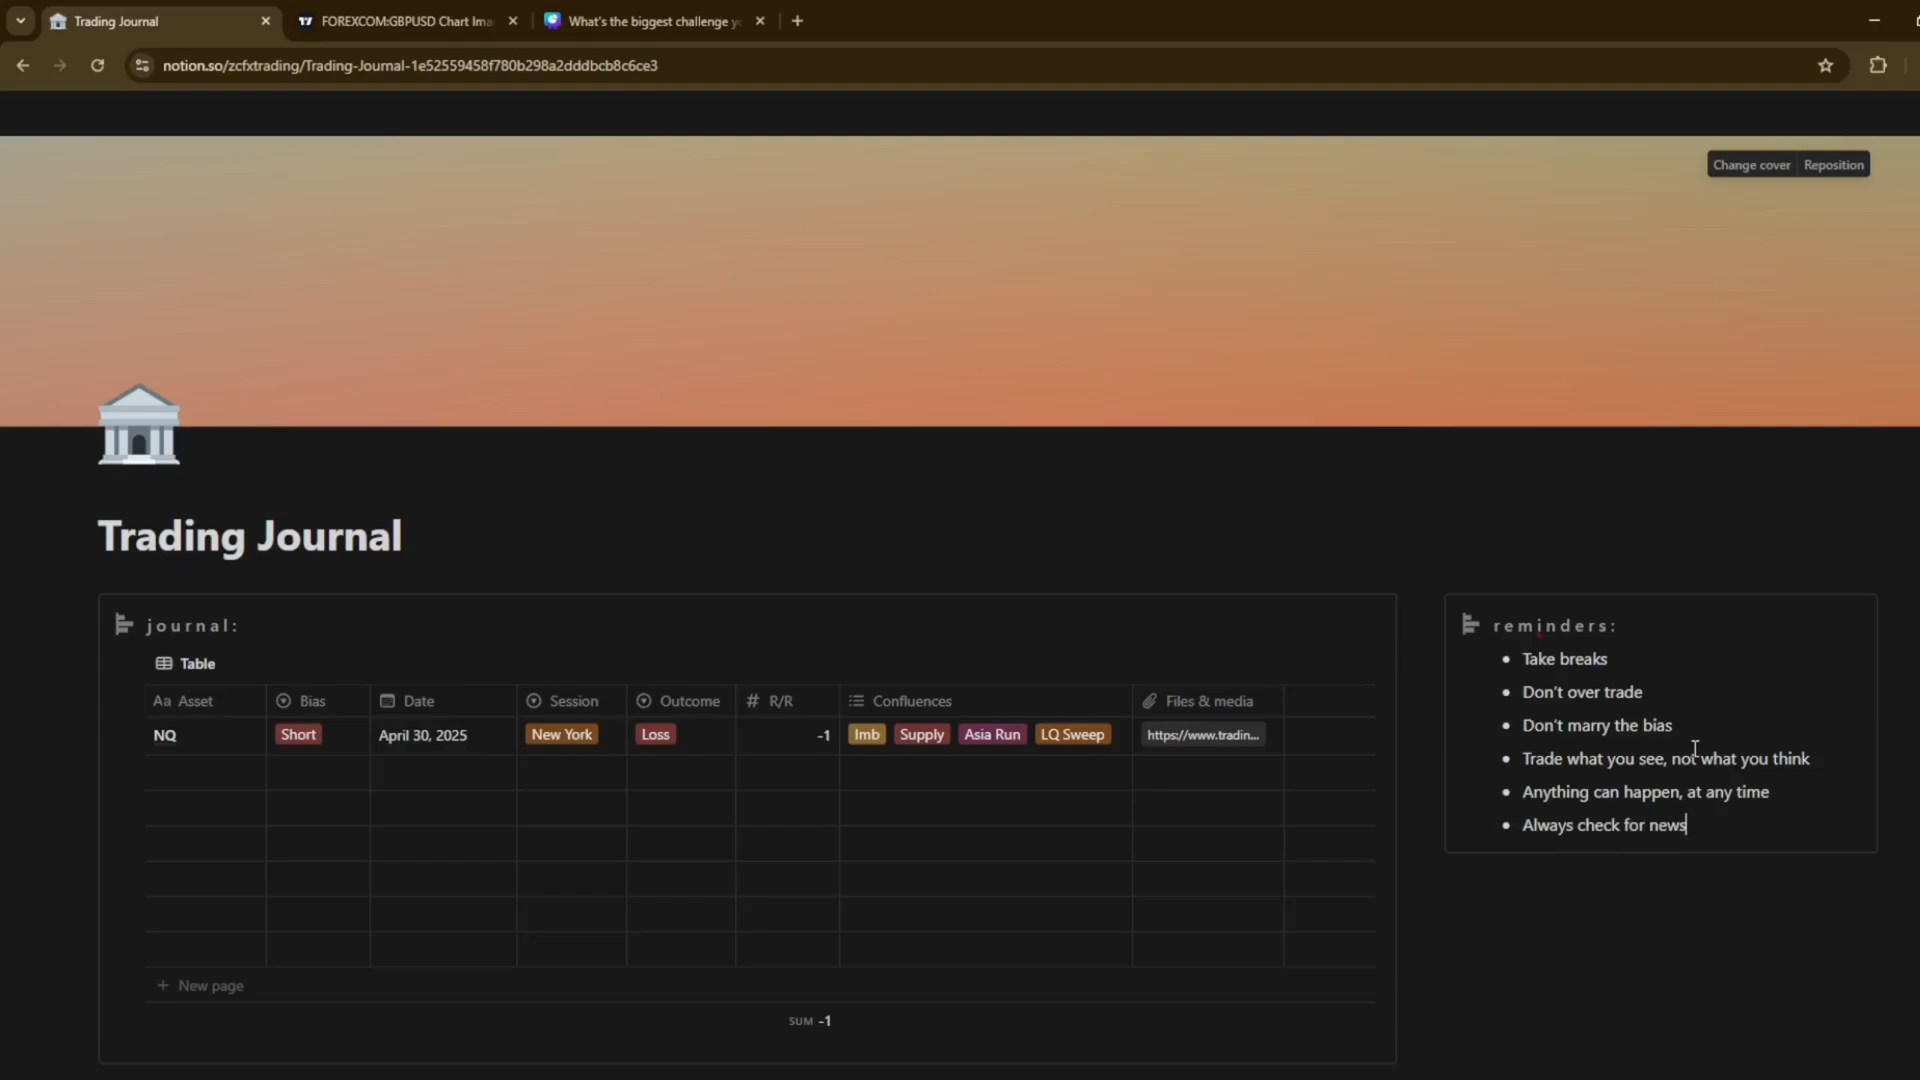 Trading Journal
FOREXCOM:GBPUSD Chart Ima
What's the biggest challenge y
notion.so/zcfxtrading/Trading-Journal-1e52559458f780b298a2dddbcb8c6ce3
Change cover Reposition
Trading Journal
journal:
Table
Aa Asset Bias Date Session Outcome # R/R Confluences Files & media
NQ Short April 30, 2025 New York Loss -1 Imb Supply Asia Run LQ Sweep https://www.tradin...
+ New page
SUM -1
reminders:
• Take breaks
• Don't over trade
• Don't marry the bias
• Trade what you see, not what you think
• Anything can happen, at any time
• Always check for news